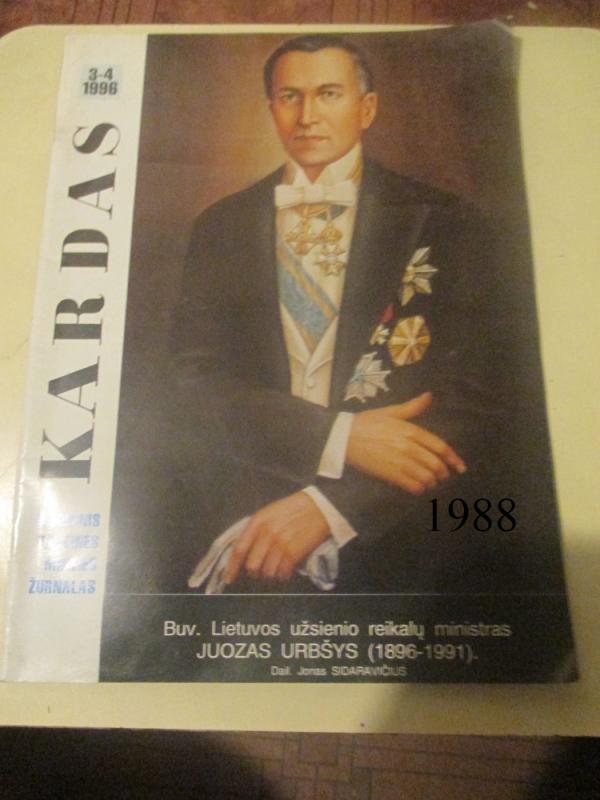 3-4
1996
KARDAS
ŽURNALAS
1988
Buv. Lietuvos užsienio reikalų ministras
JUOZAS URBŠYS (1896-1991).
Dail. Jonas SIDARAVIČIUS